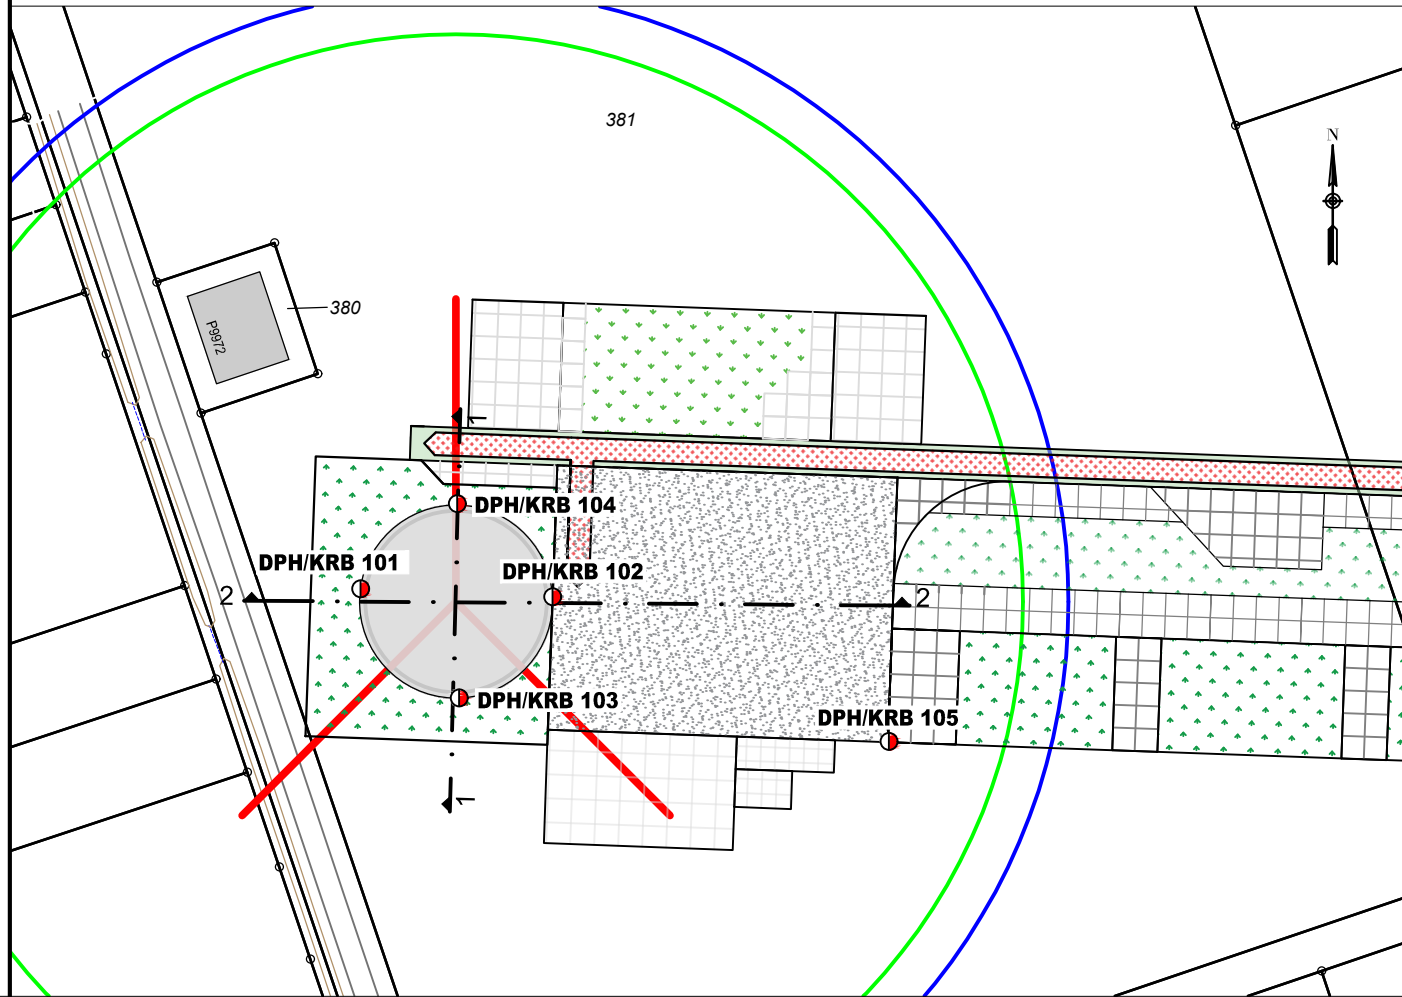 381
N
380
P9972
1
DPH/KRB 104
DPH/KRB 101
DPH/KRB 102
2
2
DPH/KRB 103
DPH/KRB 105
1